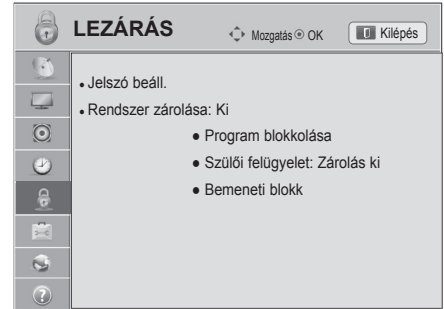 LEZÁRÁS
Mozgatás OK
Kilépés
• Jelszó beáll.
• Rendszer zárolása: Ki
● Program blokkolása
● Szülői felügyelet: Zárolás ki
● Bemeneti blokk